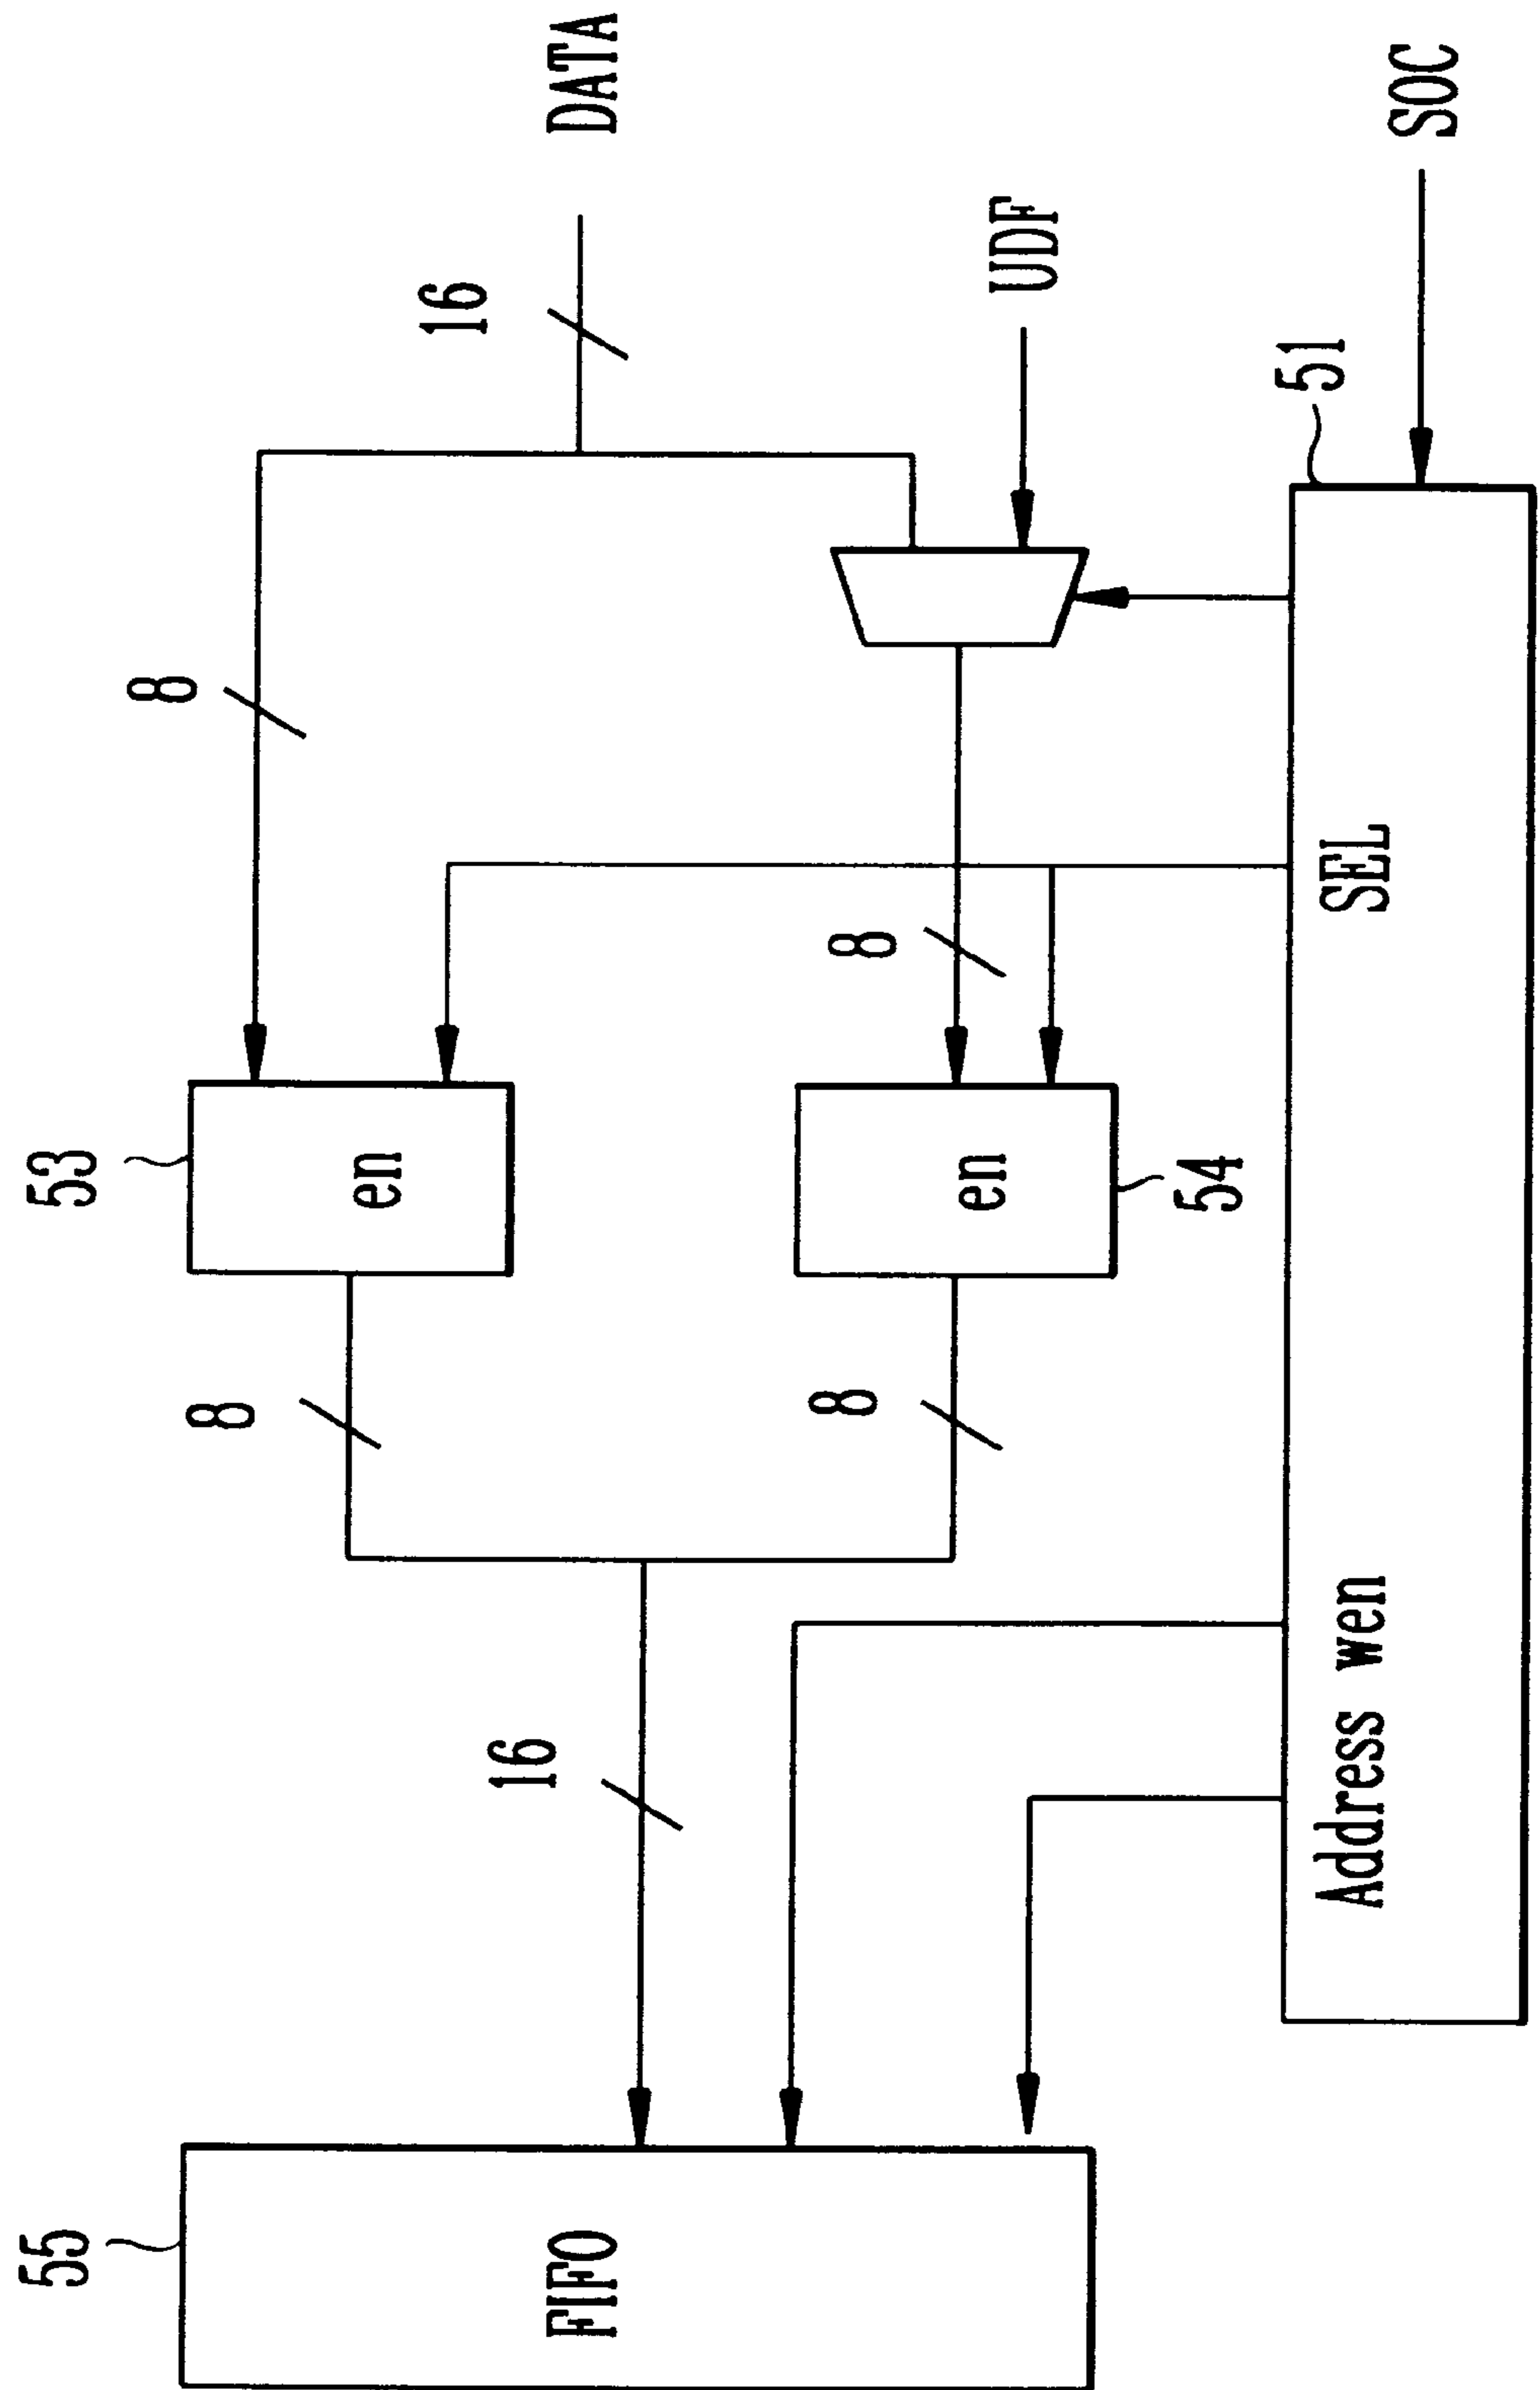 55
53
8
8
en
16
16
FIFO
DATA
8
8
en
UDF
54
51
Address wen
SEL
SOC